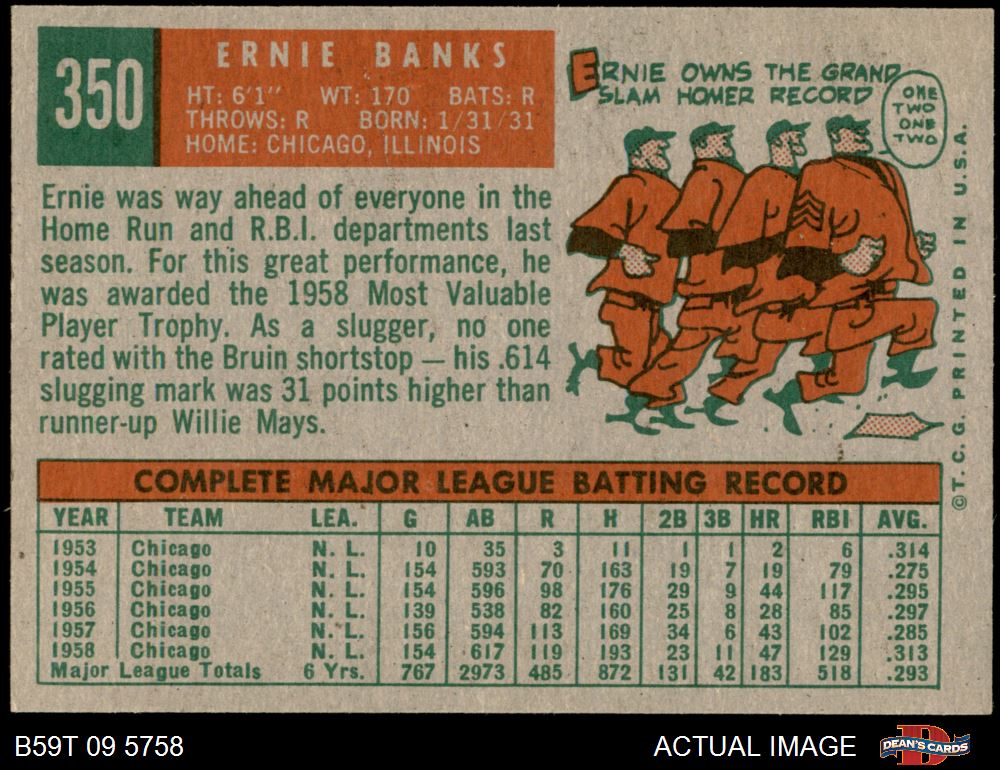 350
ERNIE BANKS
HT: 6'1" WT: 170 BATS: R
THROWS: R BORN: 1/31/31
HOME: CHICAGO, ILLINOIS
ERNIE OWNS THE GRAND
SLAM HOMER RECORD
ONE
TWO
ONE
TWO
Ernie was way ahead of everyone in the
Home Run and R.B.I. departments last
season. For this great performance, he
was awarded the 1958 Most Valuable
Player Trophy. As a slugger, no one
rated with the Bruin shortstop — his .614
slugging mark was 31 points higher than
runner-up Willie Mays.
©T. C. G. PRINTED IN U.S.A.
COMPLETE MAJOR LEAGUE BATTING RECORD
YEAR TEAM LEA. G AB R H 2B 3B HR RBI AVG.
1953 Chicago N. L. 10 35 3 11 1 1 2 6 .314
1954 Chicago N. L. 154 593 70 163 19 7 19 79 .275
1955 Chicago N. L. 154 596 98 176 29 9 44 117 .295
1956 Chicago N. L. 139 538 82 160 25 8 28 85 .297
1957 Chicago N. L. 156 594 113 169 34 6 43 102 .285
1958 Chicago N. L. 154 617 119 193 23 11 47 129 .313
Major League Totals 6 Yrs. 767 2973 485 872 131 42 183 518 .293
B59T 09 5758
ACTUAL IMAGE
D
DEAN'S CARDS